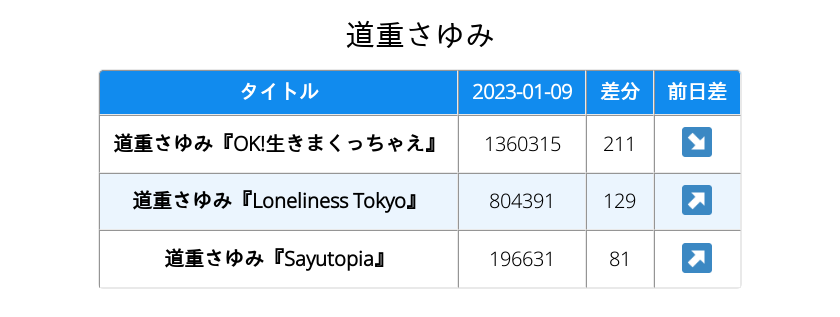 道重さゆみ
タイトル 2023-01-09 差分 前日差
道重さゆみ『OK!生きまくっちゃえ』 1360315 211 ↘
道重さゆみ『Loneliness Tokyo』 804391 129 ↗
道重さゆみ『Sayutopia』 196631 81 ↗